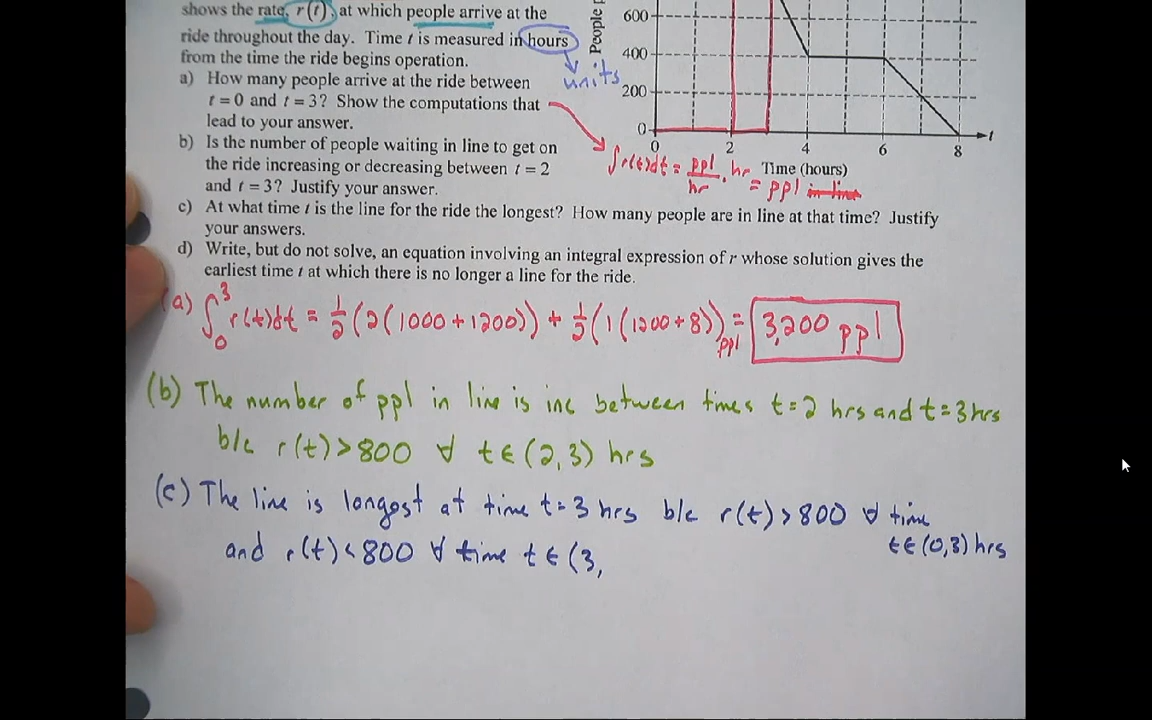 shows the rate, r(t), at which people arrive at the
ride throughout the day. Time t is measured in hours
from the time the ride begins operation.
units
a) How many people arrive at the ride between
t = 0 and t = 3? Show the computations that
lead to your answer.
b) Is the number of people waiting in line to get on
the ride increasing or decreasing between t = 2
and t = 3? Justify your answer.
People
600
400
200
0
0 2 4 6 8 t
Time (hours)
∫r(t)dt = ppl/hr · hr
= ppl in line
c) At what time t is the line for the ride the longest? How many people are in line at that time? Justify
your answers.
d) Write, but do not solve, an equation involving an integral expression of r whose solution gives the
earliest time t at which there is no longer a line for the ride.
(a) ∫₀³ r(t)dt = 1/2(2(1000+1200)) + 1/2(1(1200+8)) ppl = 3,200 ppl
(b) The number of ppl in line is inc between times t=2 hrs and t=3hrs
b/c r(t)>800 ∀ t∈(2,3) hrs
(c) The line is longest at time t=3 hrs b/c r(t)>800 ∀ time
t∈(0,3) hrs
and r(t)<800 ∀ time t∈(3,